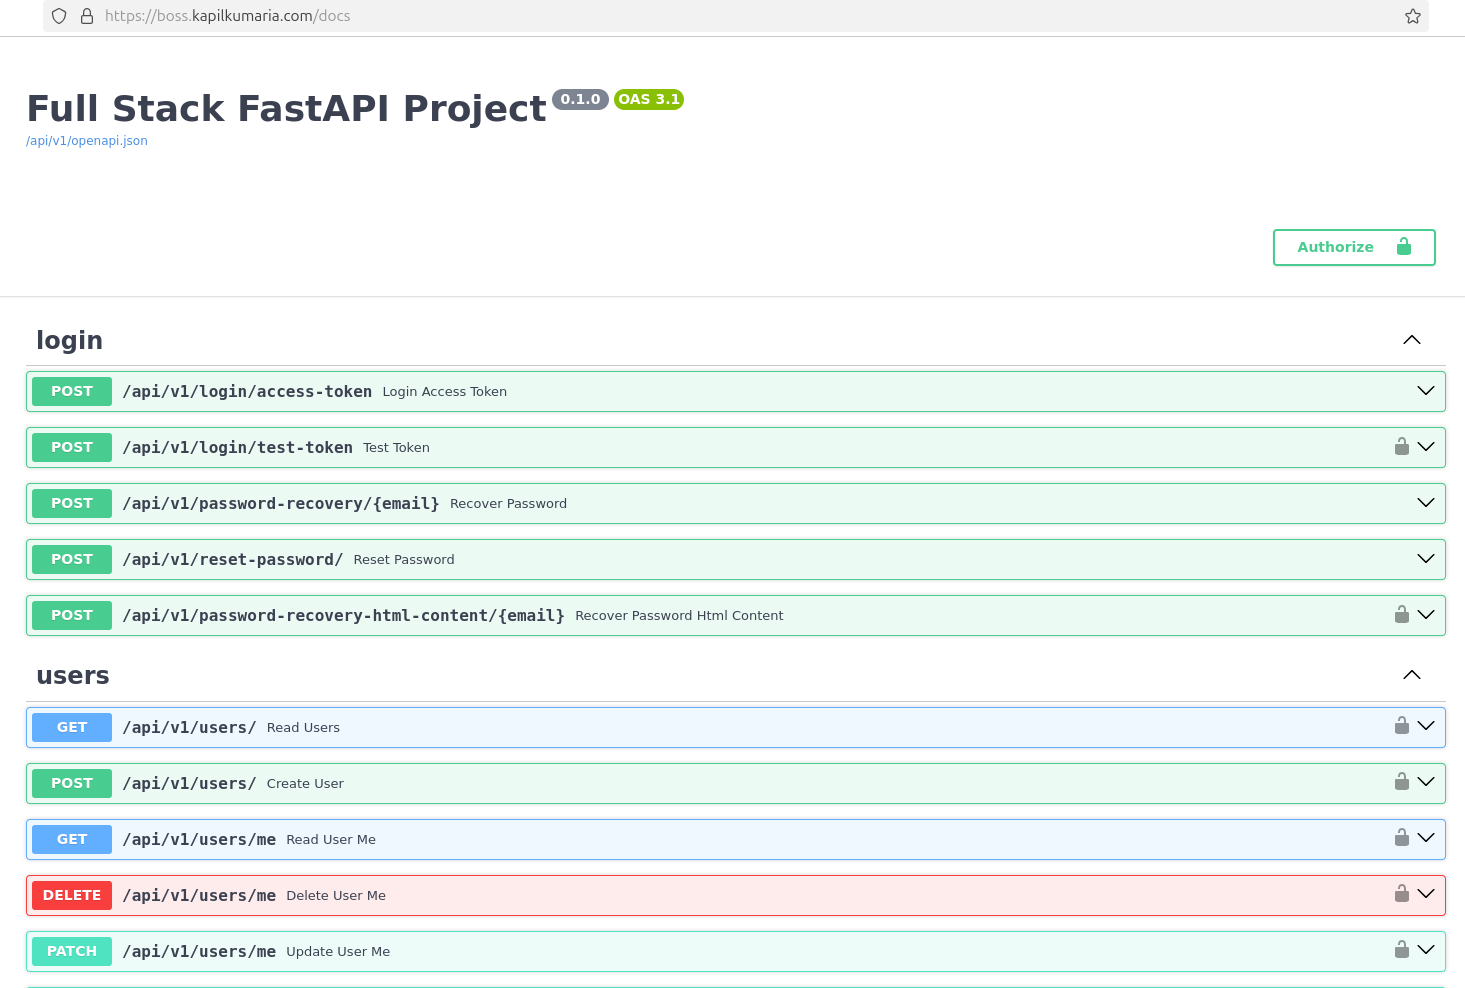 https://boss.kapilkumaria.com/docs
Full Stack FastAPI Project 0.1.0 OAS 3.1
/api/v1/openapi.json
Authorize
login
POST /api/v1/login/access-token Login Access Token
POST /api/v1/login/test-token Test Token
POST /api/v1/password-recovery/{email} Recover Password
POST /api/v1/reset-password/ Reset Password
POST /api/v1/password-recovery-html-content/{email} Recover Password Html Content
users
GET /api/v1/users/ Read Users
POST /api/v1/users/ Create User
GET /api/v1/users/me Read User Me
DELETE /api/v1/users/me Delete User Me
PATCH /api/v1/users/me Update User Me